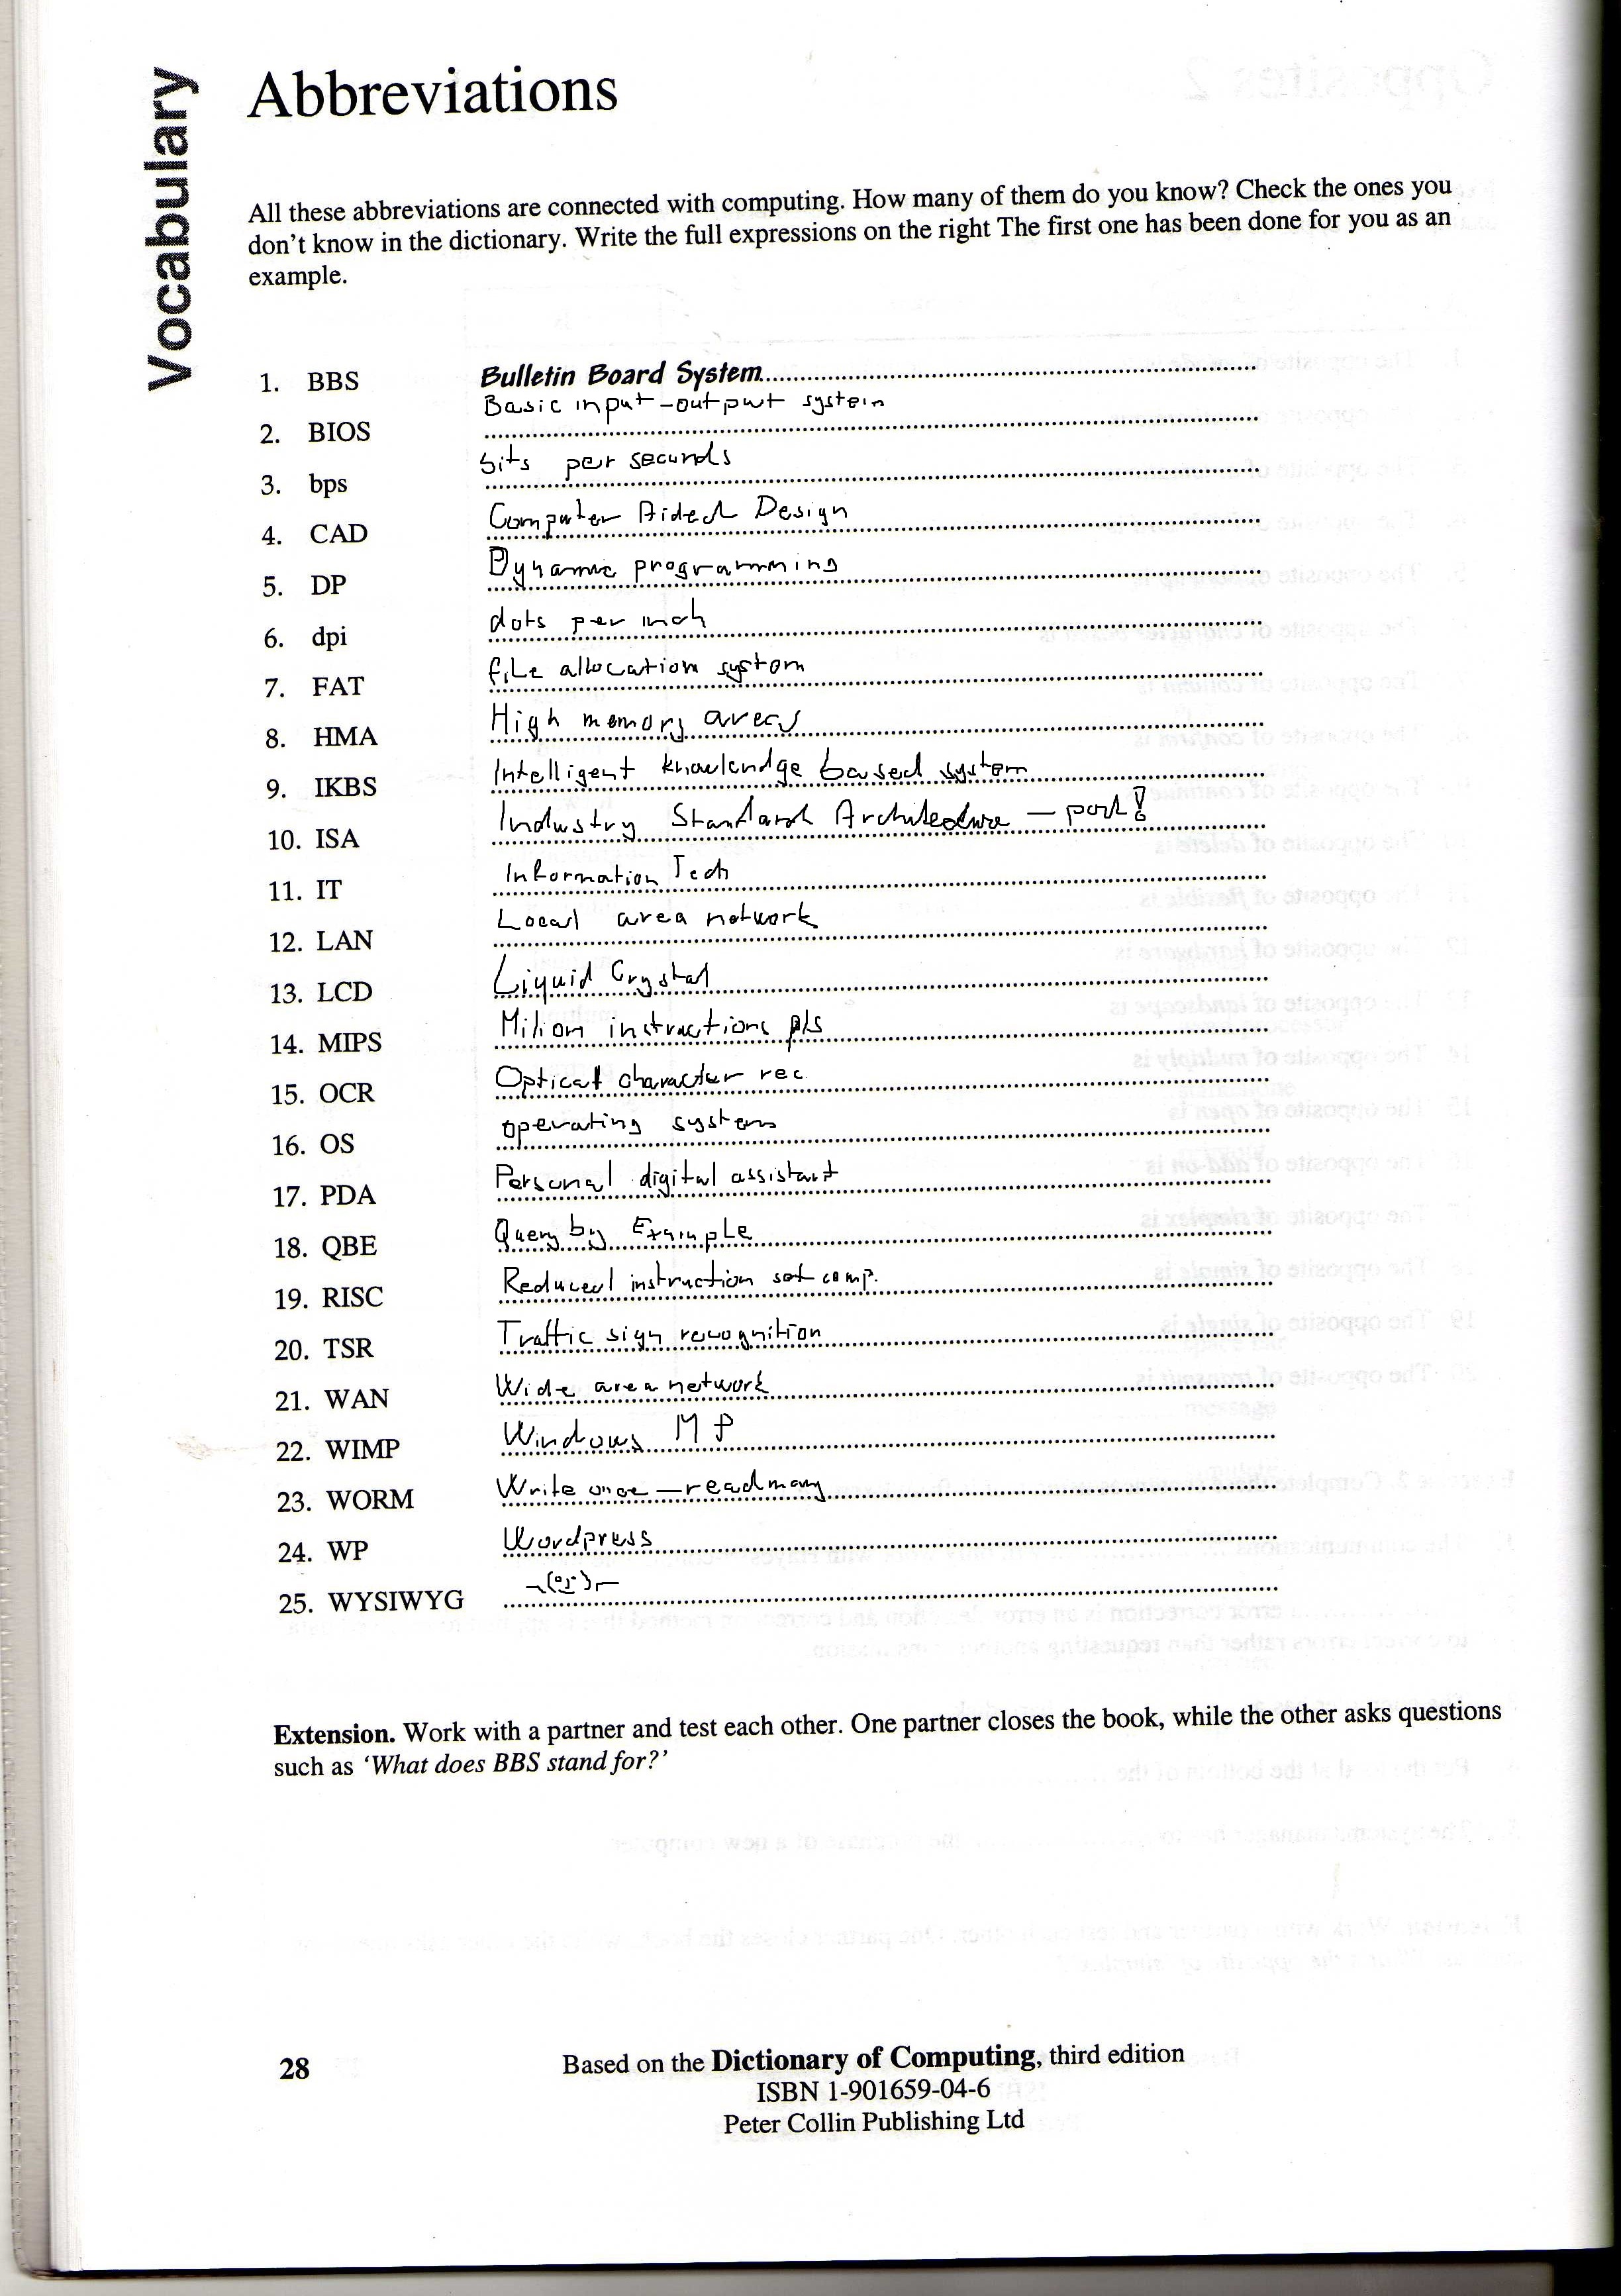 Vocabulary
Abbreviations
All these abbreviations are connected with computing. How many of them do you know? Check the ones you
don't know in the dictionary. Write the full expressions on the right The first one has been done for you as an
example.
1. BBS Bulletin Board System
2. BIOS Basic input-output system
3. bps bits per seconds
4. CAD Computer Aided Design
5. DP Dynamic programming
6. dpi dots per inch
7. FAT file allocation system
8. HMA High memory area
9. IKBS Intelligent knowlendge based system
10. ISA Industry Standard Architecture - port!
11. IT Information Tech
12. LAN Local area network
13. LCD Liquid Crystal
14. MIPS Milion instructions p/s
15. OCR Optical character rec.
16. OS operating system
17. PDA Personal digital assistant
18. QBE Query by Example
19. RISC Reduced instruction set comp.
20. TSR Traffic sign recognition
21. WAN Wide area network
22. WIMP Windows M P
23. WORM Write once - read many
24. WP Wordpress
25. WYSIWYG
Extension. Work with a partner and test each other. One partner closes the book, while the other asks questions
such as 'What does BBS stand for?'
28
Based on the Dictionary of Computing, third edition
ISBN 1-901659-04-6
Peter Collin Publishing Ltd